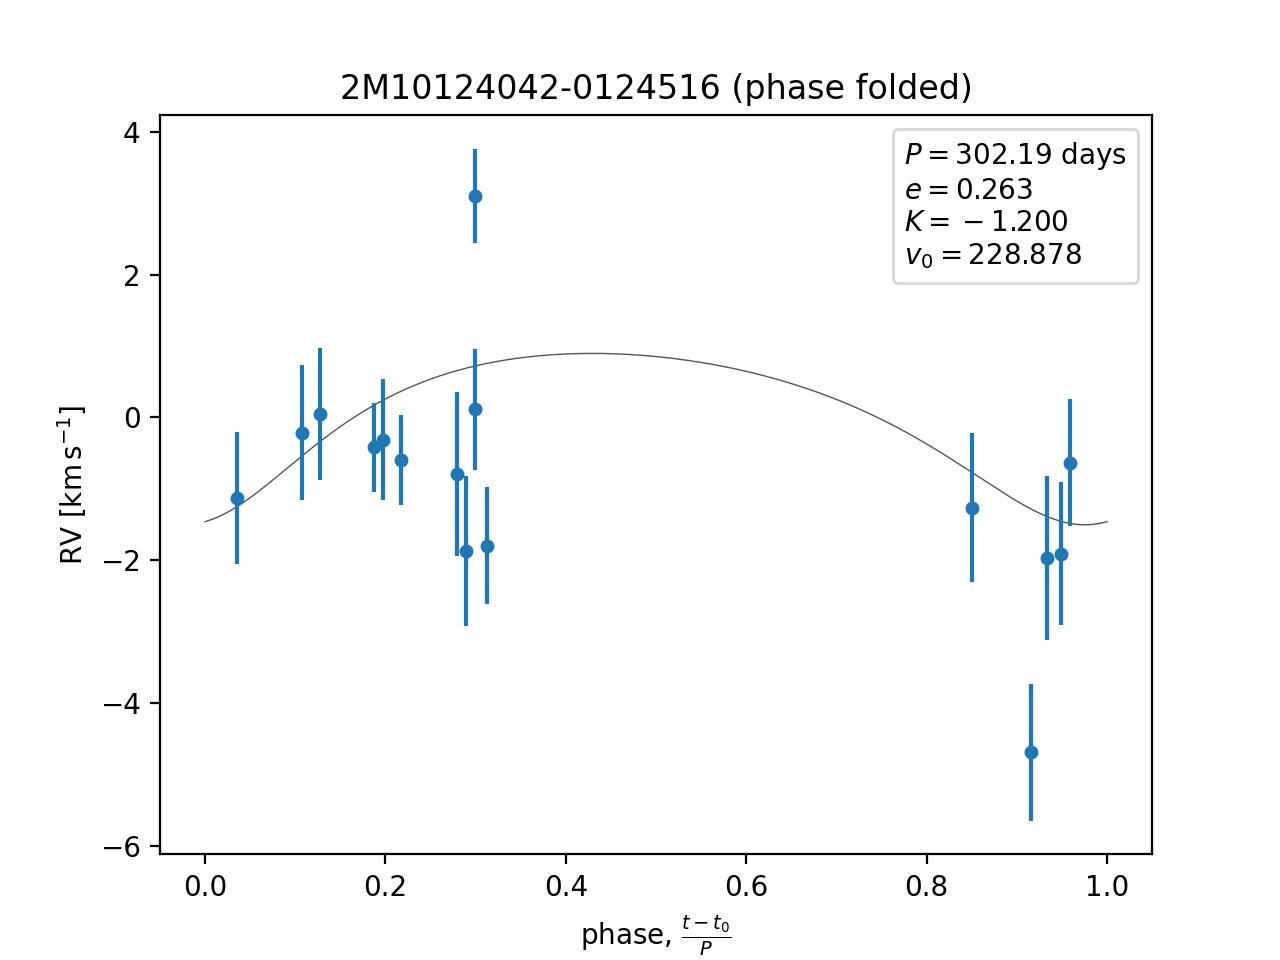 2M10124042-0124516 (phase folded)
P = 302.19 days
e = 0.263
K = −1.200
v₀ = 228.878
4
2
0
−2
−4
−6
RV [km s⁻¹]
0.0 0.2 0.4 0.6 0.8 1.0
phase, (t − t₀)/P